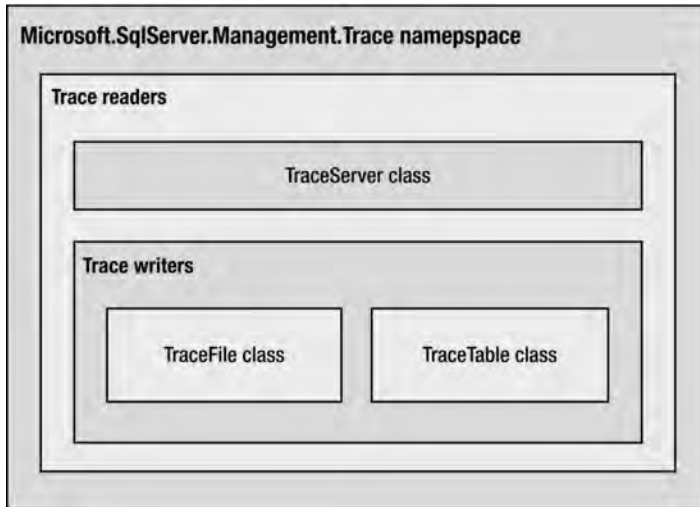 Microsoft.SqlServer.Management.Trace namepspace
Trace readers
TraceServer class
Trace writers
TraceFile class
TraceTable class